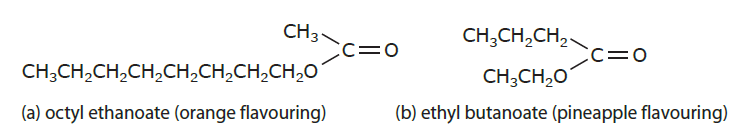 CH₃
C=O
CH₃CH₂CH₂CH₂CH₂CH₂CH₂CH₂O
(a) octyl ethanoate (orange flavouring)
CH₃CH₂CH₂
C=O
CH₃CH₂O
(b) ethyl butanoate (pineapple flavouring)